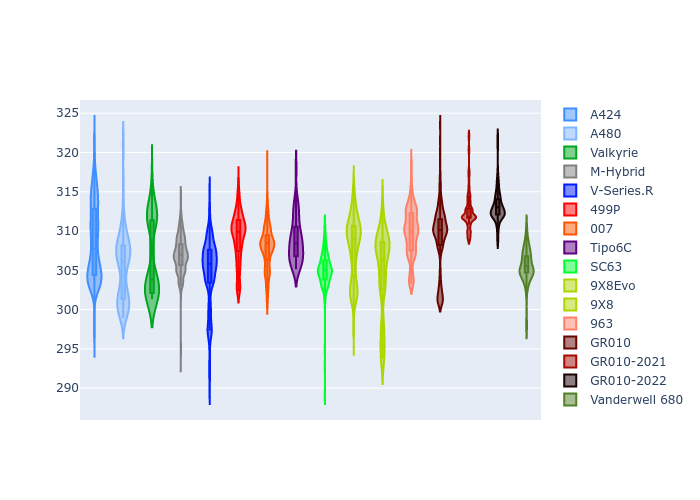 325
320
315
310
305
300
295
290
A424
A480
Valkyrie
M-Hybrid
V-Series.R
499P
007
Tipo6C
SC63
9X8Evo
9X8
963
GR010
GR010-2021
GR010-2022
Vanderwell 680